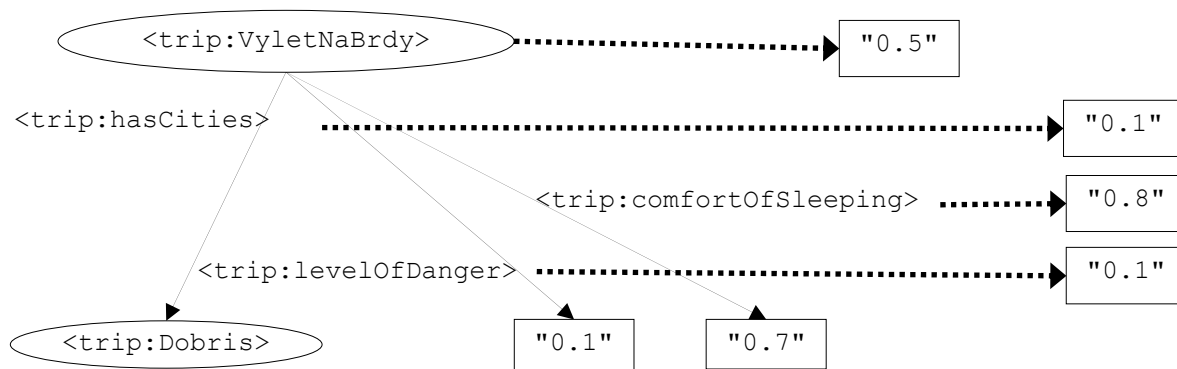 <trip:VyletNaBrdy> "0.5"
<trip:hasCities> "0.1"
<trip:comfortOfSleeping> "0.8"
<trip:levelOfDanger> "0.1"
<trip:Dobris> "0.1" "0.7"